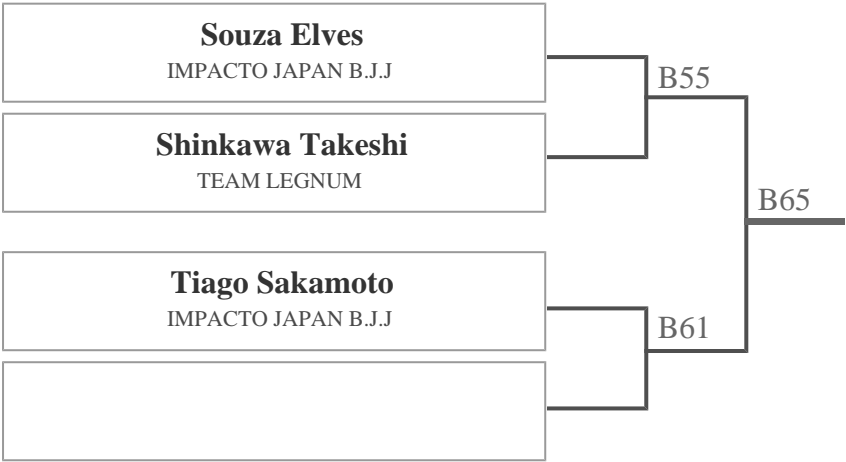 Souza Elves
IMPACTO JAPAN B.J.J
B55
Shinkawa Takeshi
TEAM LEGNUM
B65
Tiago Sakamoto
IMPACTO JAPAN B.J.J
B61